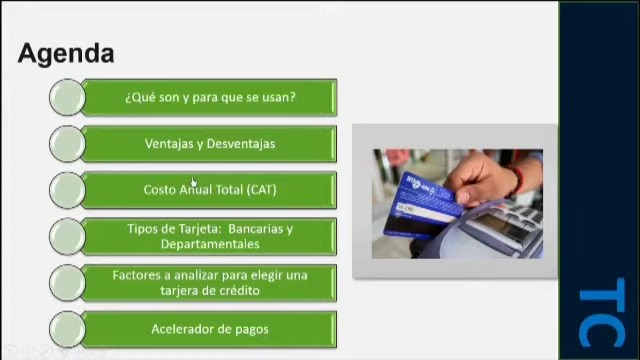 Agenda
¿Qué son y para que se usan?
Ventajas y Desventajas
Costo Anual Total (CAT)
Tipos de Tarjeta: Bancarias y
Departamentales
Factores a analizar para elegir una
tarjera de crédito
Acelerador de pagos
TC